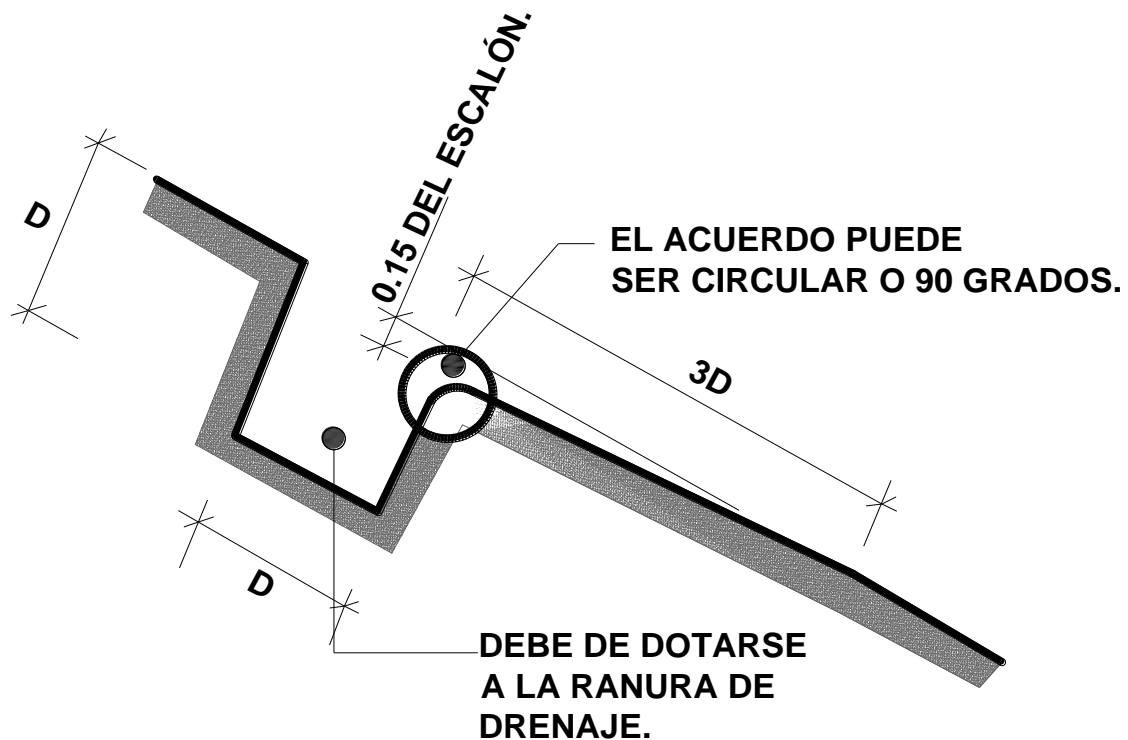 0.15 DEL ESCALÓN.
D
EL ACUERDO PUEDE
SER CIRCULAR O 90 GRADOS.
3D
D
DEBE DE DOTARSE
A LA RANURA DE
DRENAJE.